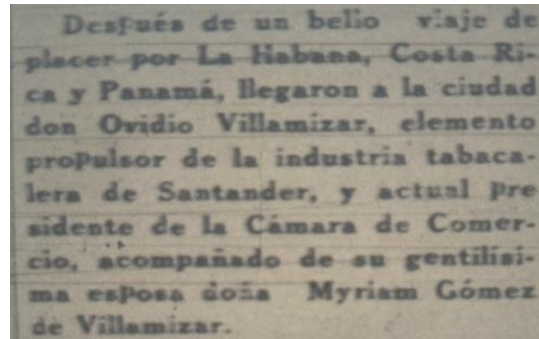 Después de un bello viaje de
placer por La Habana, Costa Ri-
ca y Panamá, llegaron a la ciudad
don Ovidio Villamizar, elemento
propulsor de la industria tabaca-
lera de Santander, y actual pre
sidente de la Cámara de Comer-
cio, acompañado de su gentilísi-
ma esposa doña Myriam Gómez
de Villamizar.